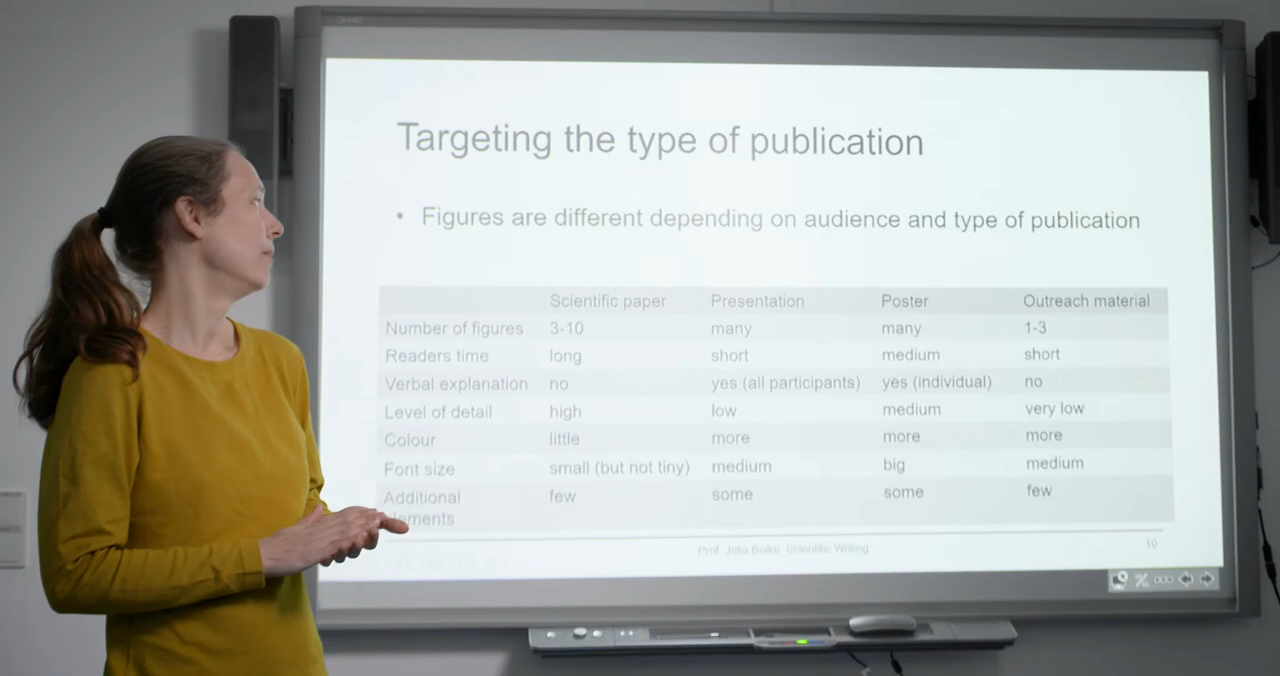 Targeting the type of publication
• Figures are different depending on audience and type of publication
Scientific paper Presentation Poster Outreach material
Number of figures 3-10 many many 1-3
Readers time long short medium short
Verbal explanation no yes (all participants) yes (individual) no
Level of detail high low medium very low
Colour little more more more
Font size small (but not tiny) medium big medium
Additional few some some few
Prof. Julia Boike: Scientific Writing 10